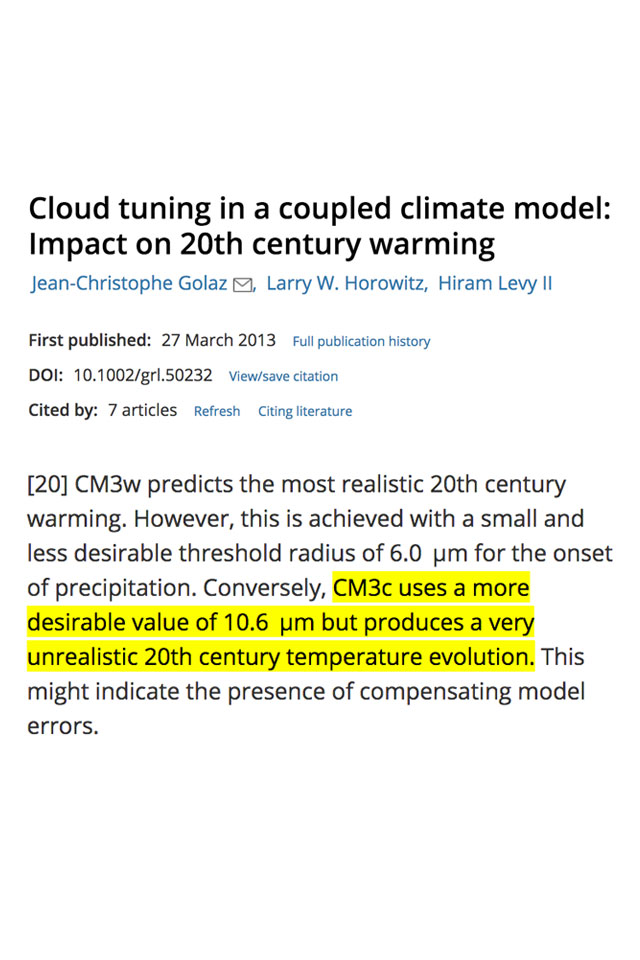 Cloud tuning in a coupled climate model:
Impact on 20th century warming
Jean-Christophe Golaz, Larry W. Horowitz, Hiram Levy II
First published: 27 March 2013 Full publication history
DOI: 10.1002/grl.50232 View/save citation
Cited by: 7 articles Refresh Citing literature
[20] CM3w predicts the most realistic 20th century
warming. However, this is achieved with a small and
less desirable threshold radius of 6.0 μm for the onset
of precipitation. Conversely, CM3c uses a more
desirable value of 10.6 μm but produces a very
unrealistic 20th century temperature evolution. This
might indicate the presence of compensating model
errors.